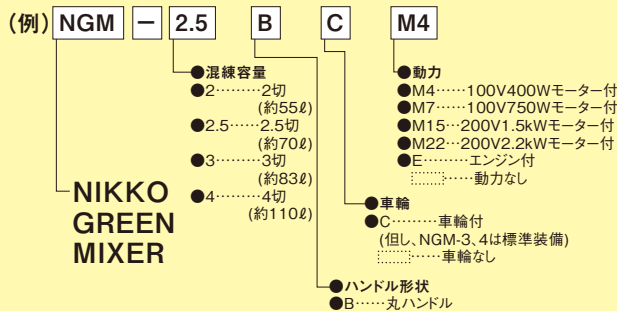 (例) NGM － 2.5 B C M4
●混練容量
●2………2切
(約55ℓ)
●2.5……2.5切
(約70ℓ)
●3………3切
(約83ℓ)
●4………4切
(約110ℓ)
●動力
●M4……100V400Wモーター付
●M7……100V750Wモーター付
●M15…200V1.5kWモーター付
●M22…200V2.2kWモーター付
●E………エンジン付
……動力なし
NIKKO
GREEN
MIXER
●車輪
●C………車輪付
(但し、NGM-3、4は標準装備)
……車輪なし
●ハンドル形状
●B……丸ハンドル